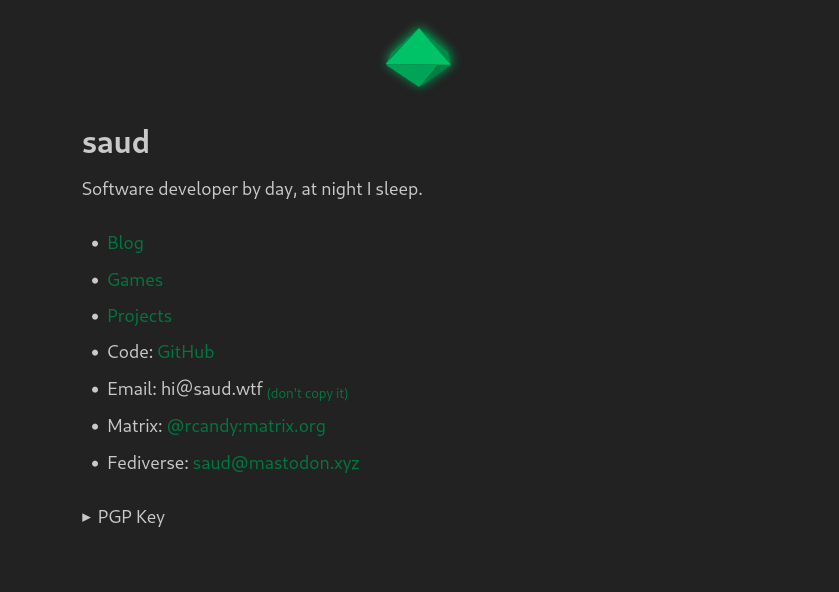 saud
Software developer by day, at night I sleep.
• Blog
• Games
• Projects
• Code: GitHub
• Email: hi@saud.wtf (don't copy it)
• Matrix: @rcandy:matrix.org
• Fediverse: saud@mastodon.xyz
▶ PGP Key